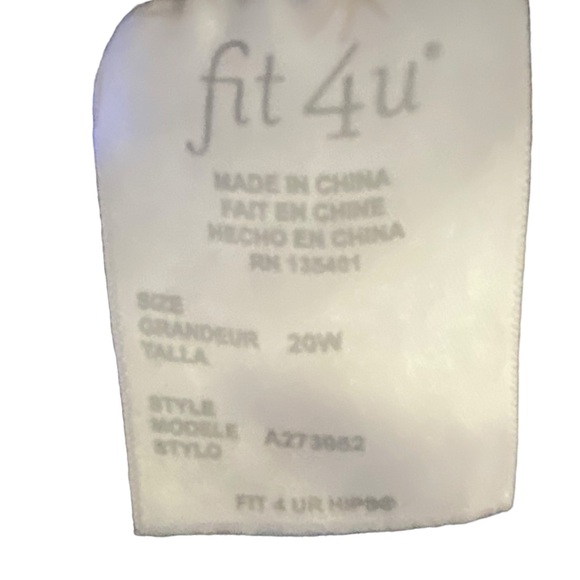 fit 4u®
MADE IN CHINA
FAIT EN CHINE
HECHO EN CHINA
RN 135401
SIZE
GRANDEUR 20W
TALLA
STYLE
MODELE
STYLO
FIT 4 UR HIPS®